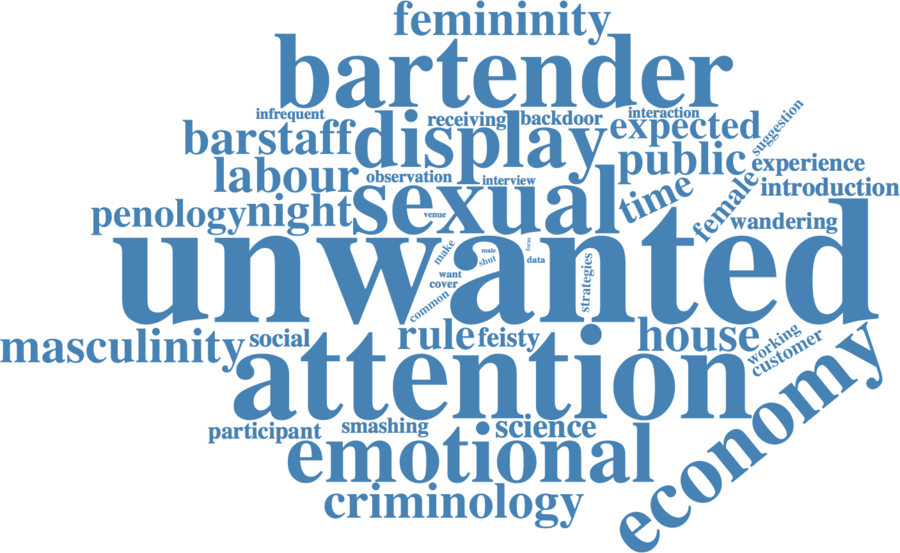 femininity
bartender
infrequent
receiving
backdoor
interaction
suggestion
barstaff
display
expected
public
experience
labour
observation
interview
introduction
penology
night
sexual
venue
time
female
wandering
unwanted
make
male
shut
focus
data
want
cover
common
strategies
masculinity
social
rule
feisty
house
working
customer
attention
economy
participant
smashing
science
emotional
criminology